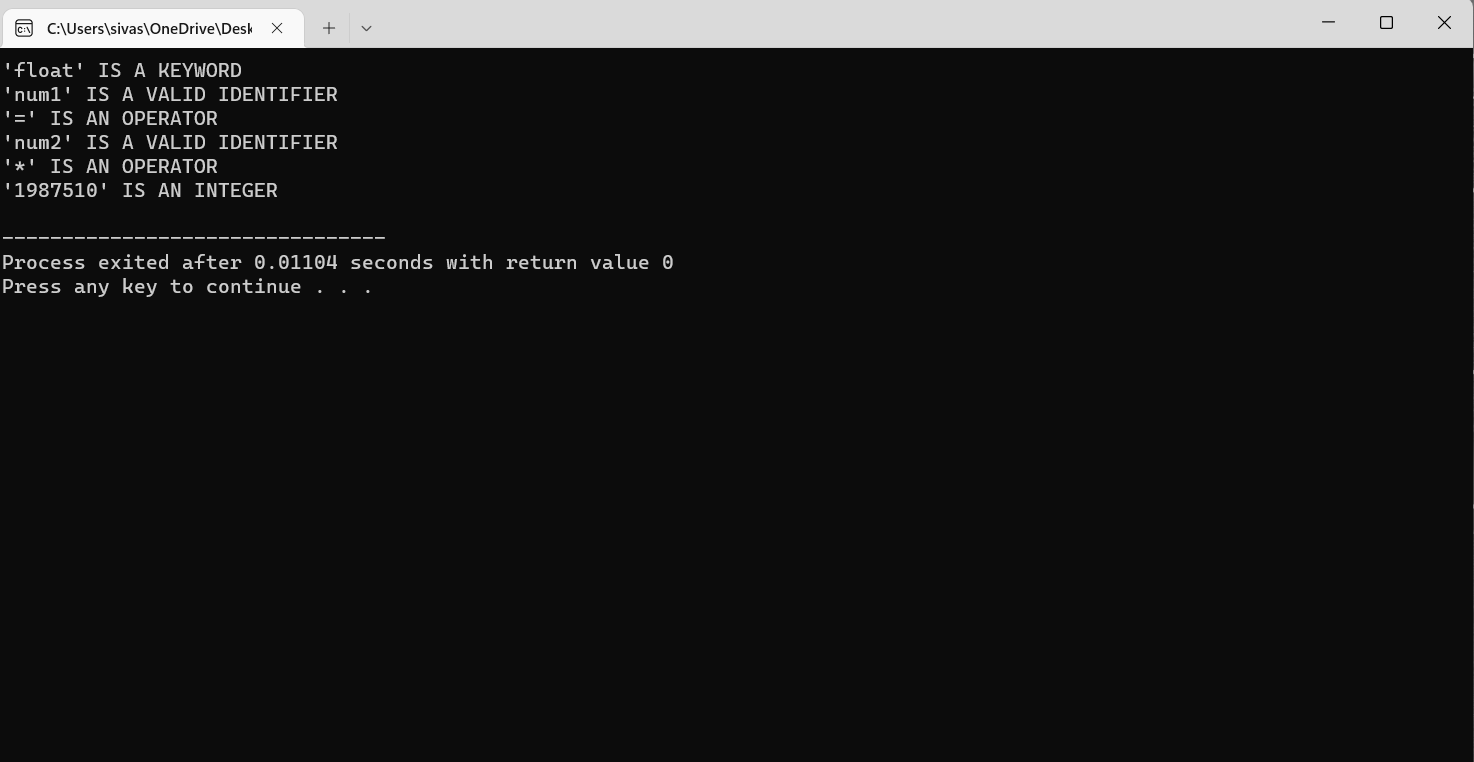 C:\Users\sivas\OneDrive\Desk
'float' IS A KEYWORD
'num1' IS A VALID IDENTIFIER
'=' IS AN OPERATOR
'num2' IS A VALID IDENTIFIER
'*' IS AN OPERATOR
'1987510' IS AN INTEGER
--------------------------------
Process exited after 0.01104 seconds with return value 0
Press any key to continue . . .